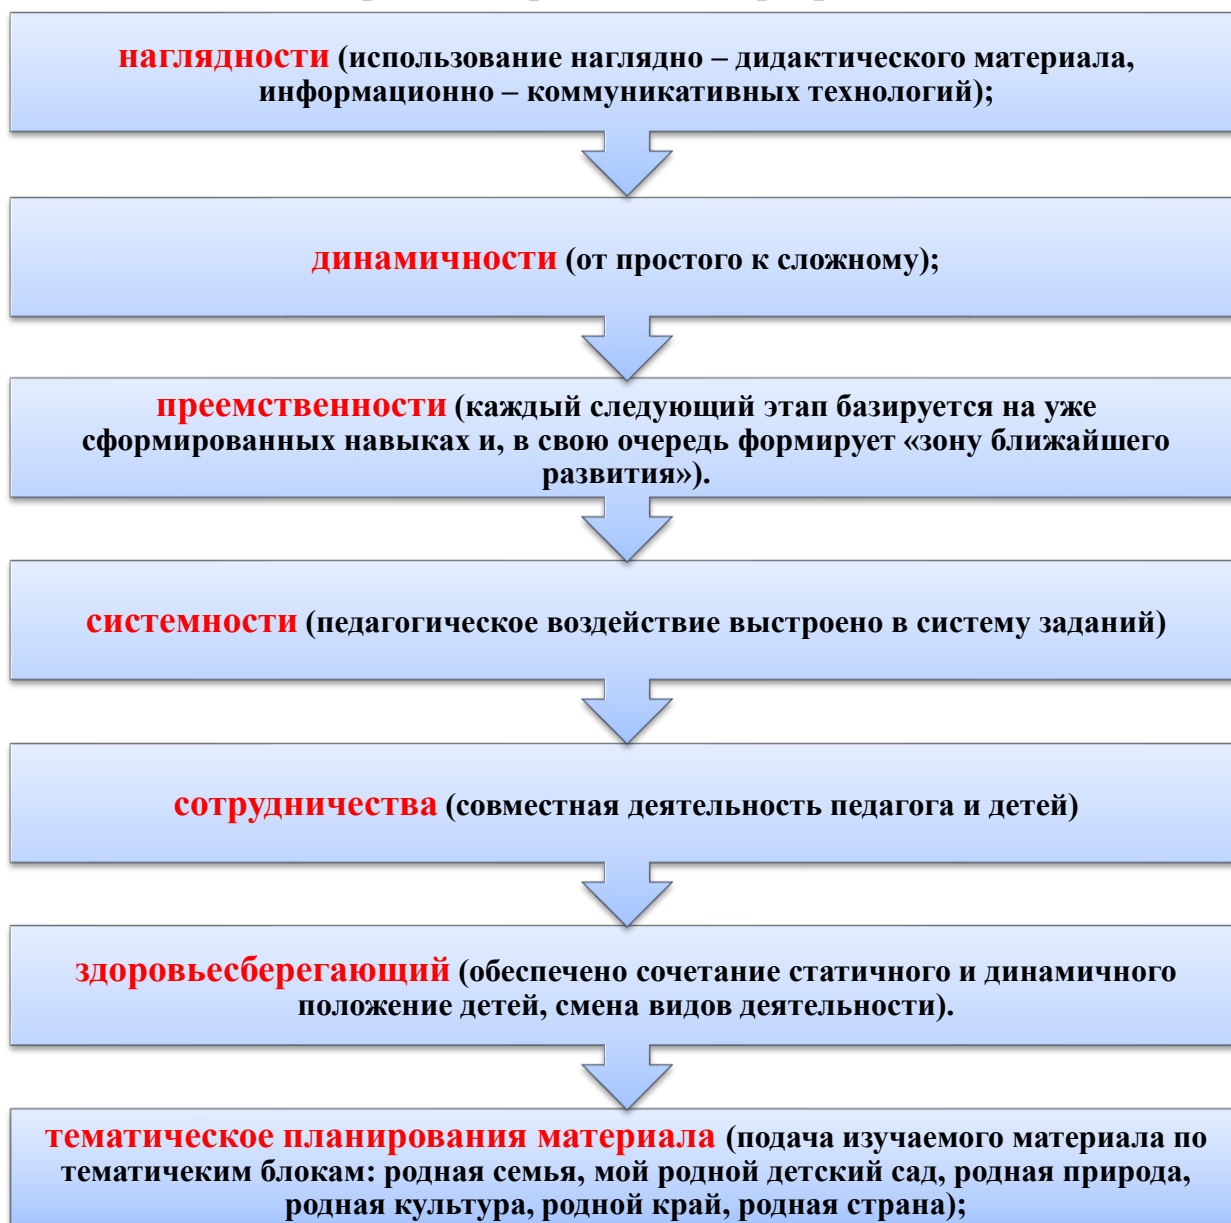 наглядности (использование наглядно – дидактического материала,
информационно – коммуникативных технологий);
динамичности (от простого к сложному);
преемственности (каждый следующий этап базируется на уже
сформированных навыках и, в свою очередь формирует «зону ближайшего
развития»).
системности (педагогическое воздействие выстроено в систему заданий)
сотрудничества (совместная деятельность педагога и детей)
здоровьесберегающий (обеспечено сочетание статичного и динамичного
положение детей, смена видов деятельности).
тематическое планирования материала (подача изучаемого материала по
тематичеким блокам: родная семья, мой родной детский сад, родная природа,
родная культура, родной край, родная страна);